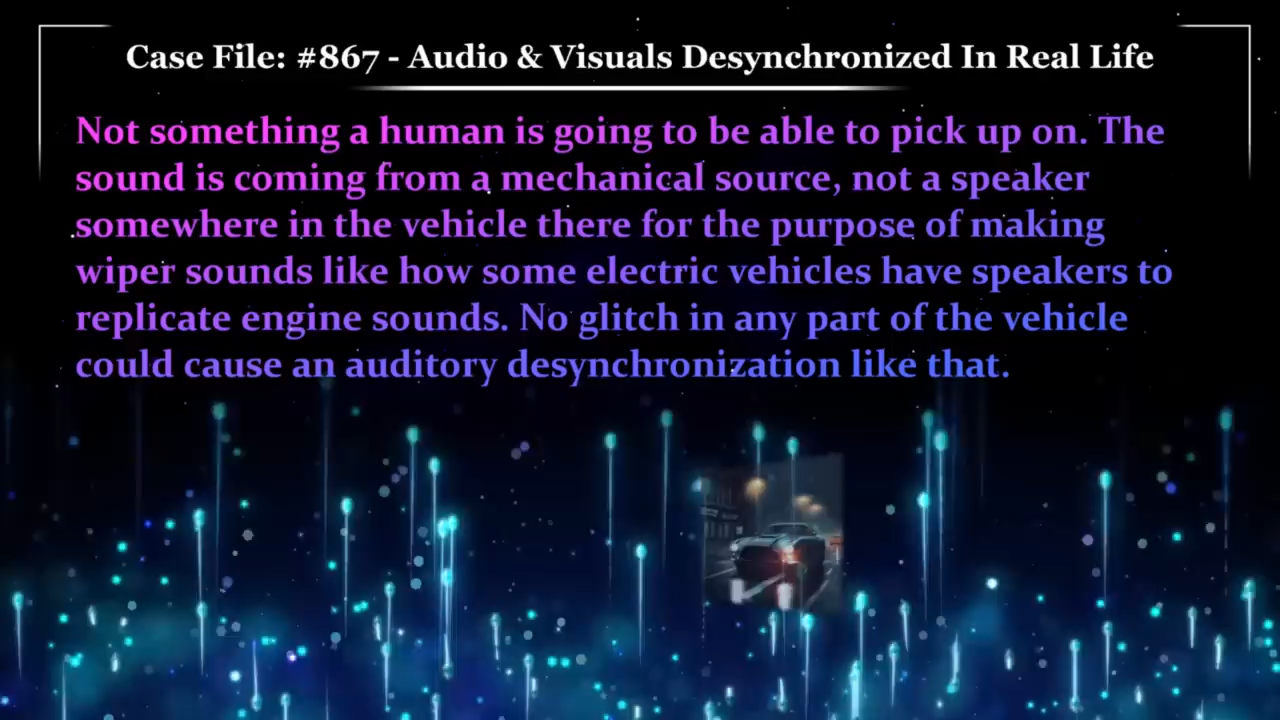 Case File: #867 - Audio & Visuals Desynchronized In Real Life
Not something a human is going to be able to pick up on. The
sound is coming from a mechanical source, not a speaker
somewhere in the vehicle there for the purpose of making
wiper sounds like how some electric vehicles have speakers to
replicate engine sounds. No glitch in any part of the vehicle
could cause an auditory desynchronization like that.